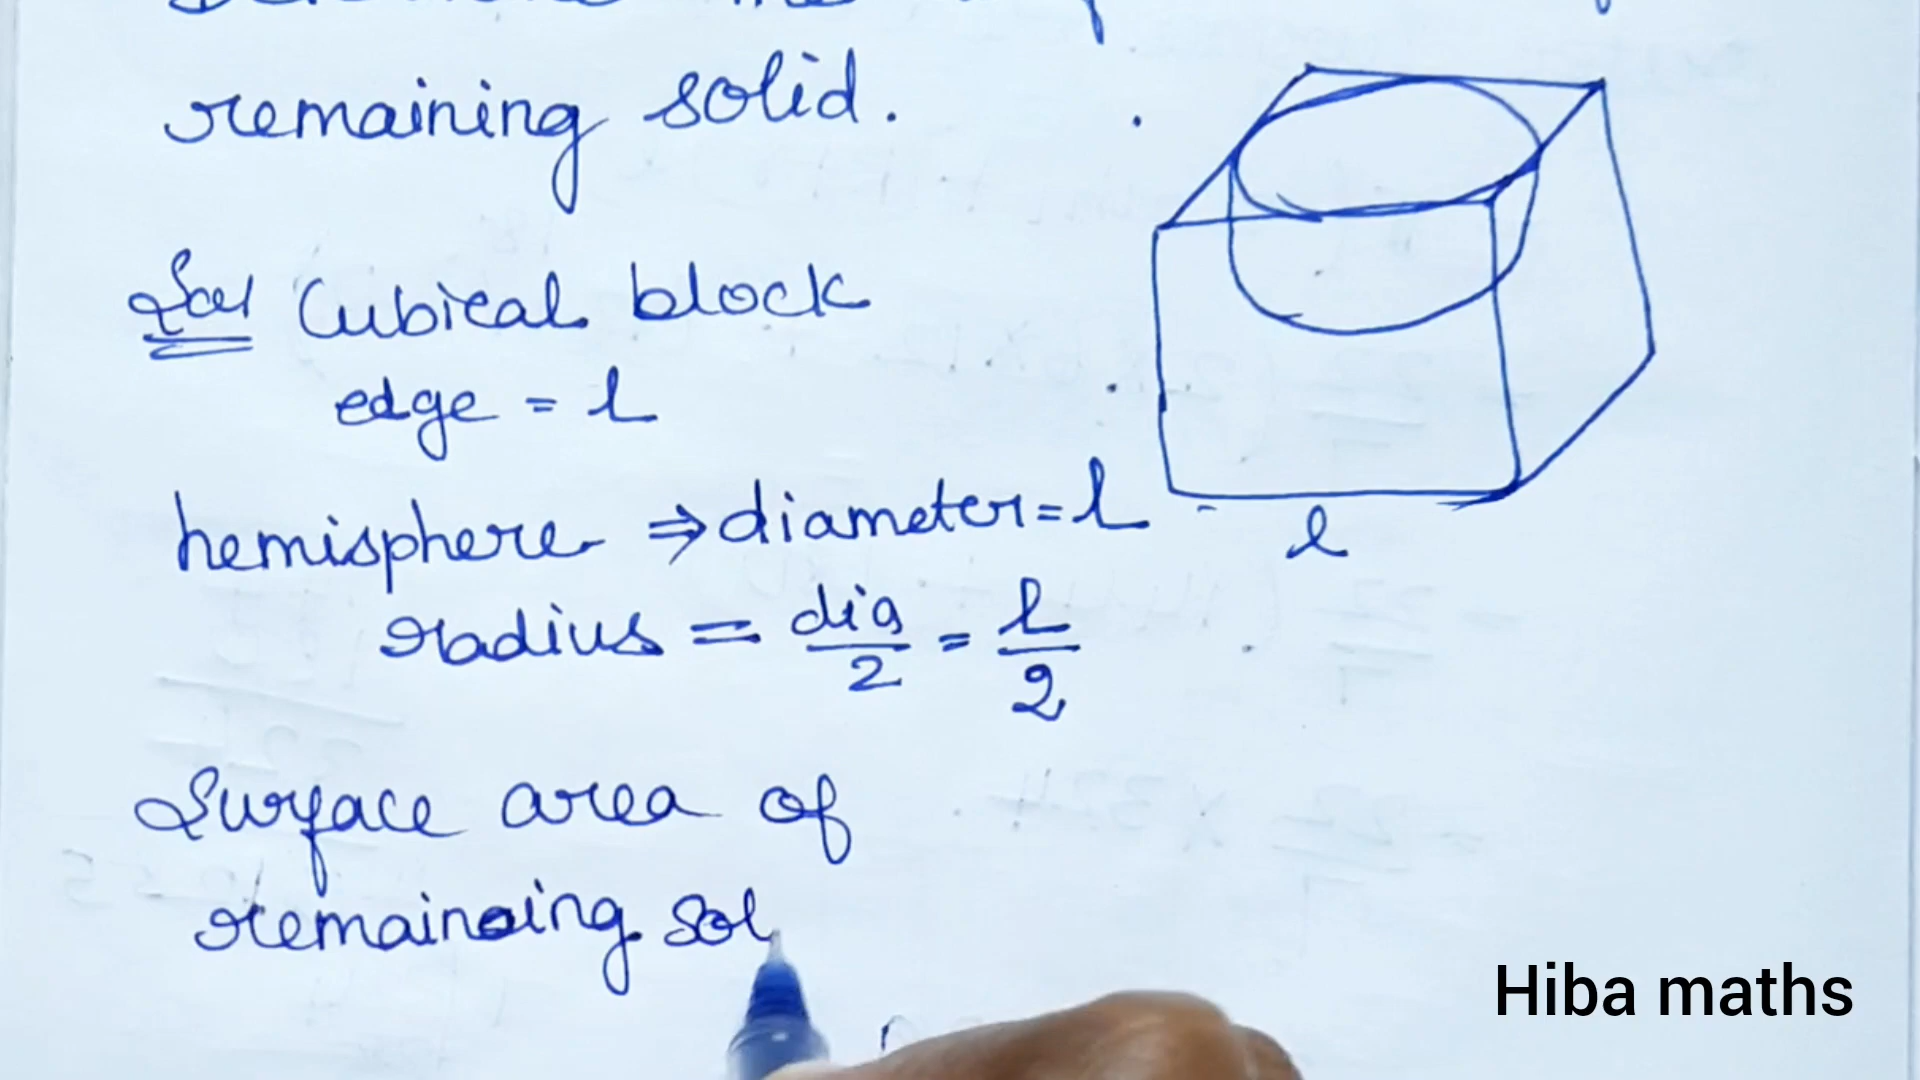 remaining solid.
Sol Cubical block
edge = l
hemisphere ⇒ diameter = l
radius = dia/2 = l/2
l
Surface area of
remaining sol
Hiba maths